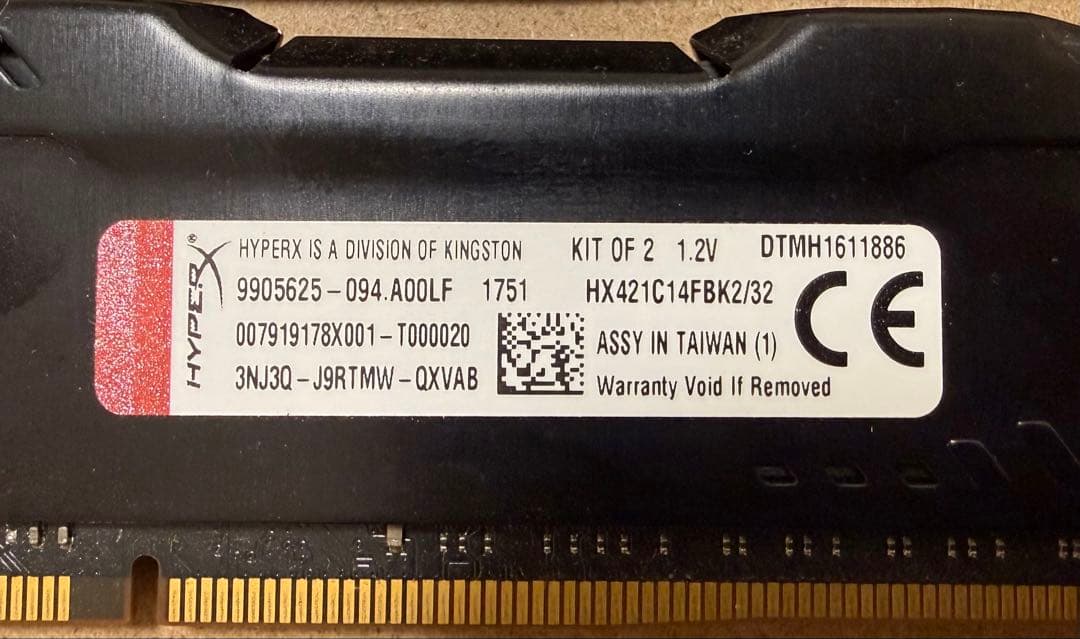 HYPERX
HYPERX IS A DIVISION OF KINGSTON KIT OF 2 1.2V DTMH1611886
9905625-094.A00LF 1751 HX421C14FBK2/32
007919178X001-T000020 ASSY IN TAIWAN (1)
3NJ3Q-J9RTMW-QXVAB Warranty Void If Removed
CE